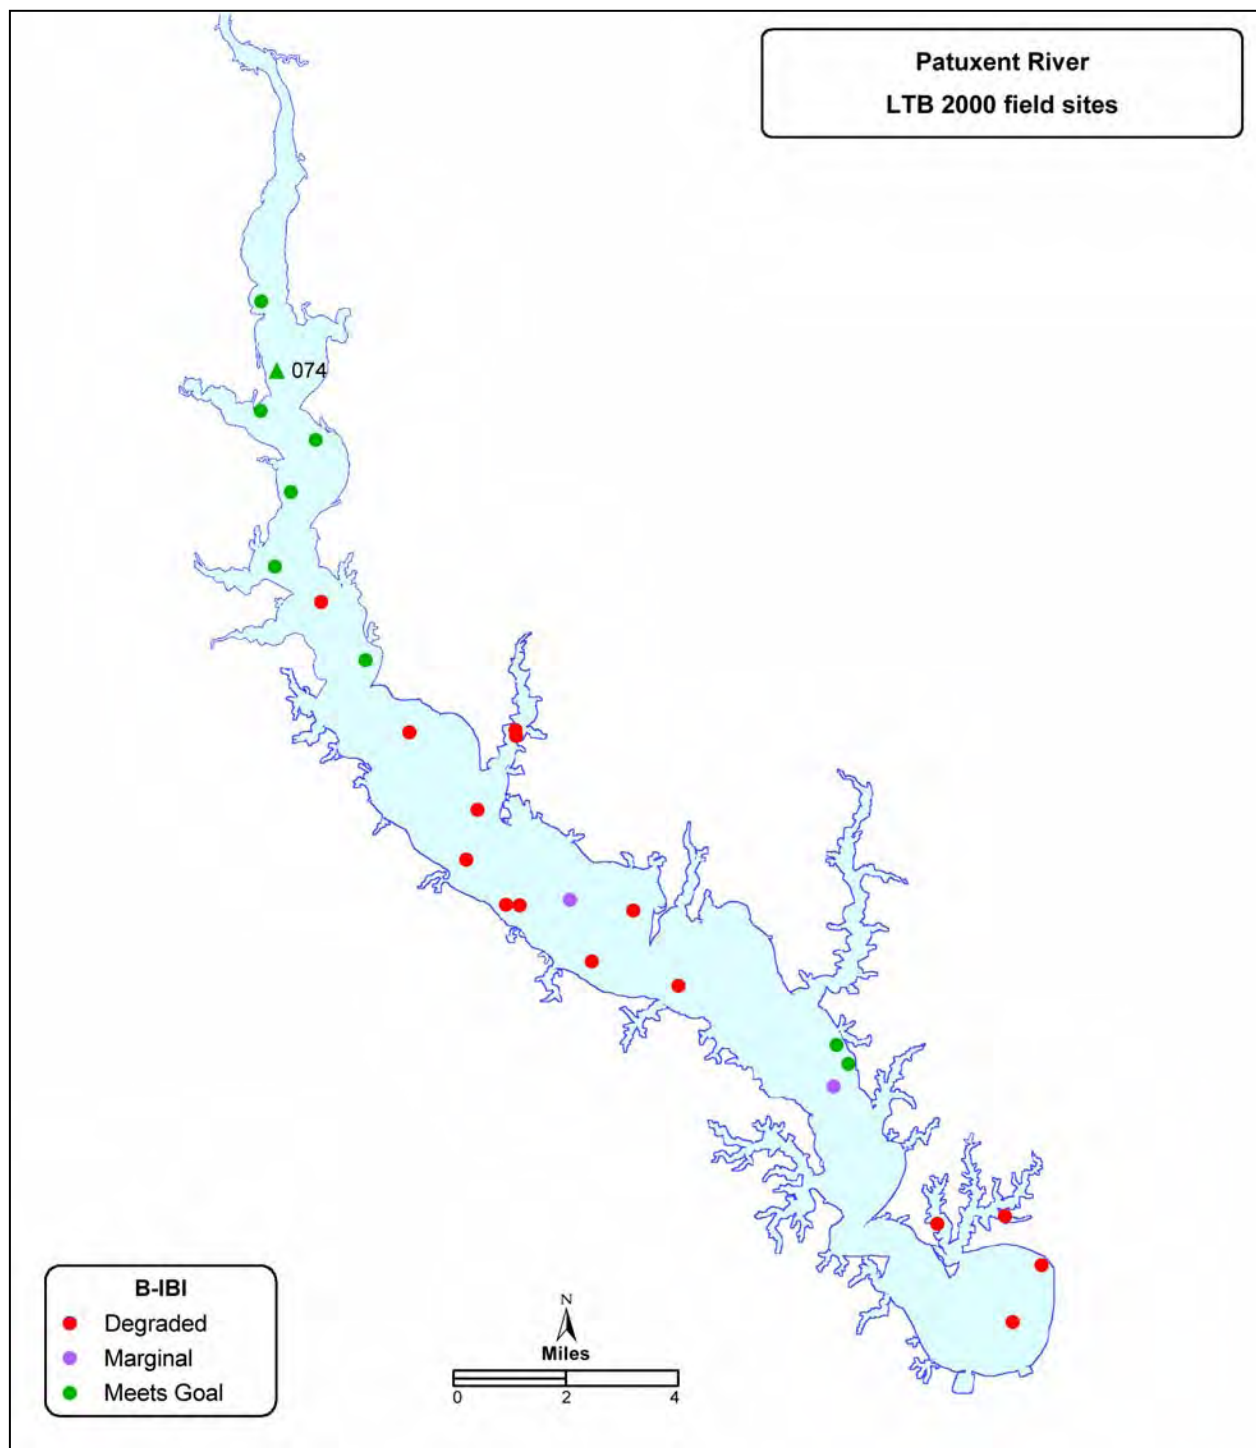 Patuxent River
LTB 2000 field sites
074
B-IBI
Degraded
Marginal
Meets Goal
N
Miles
0 2 4